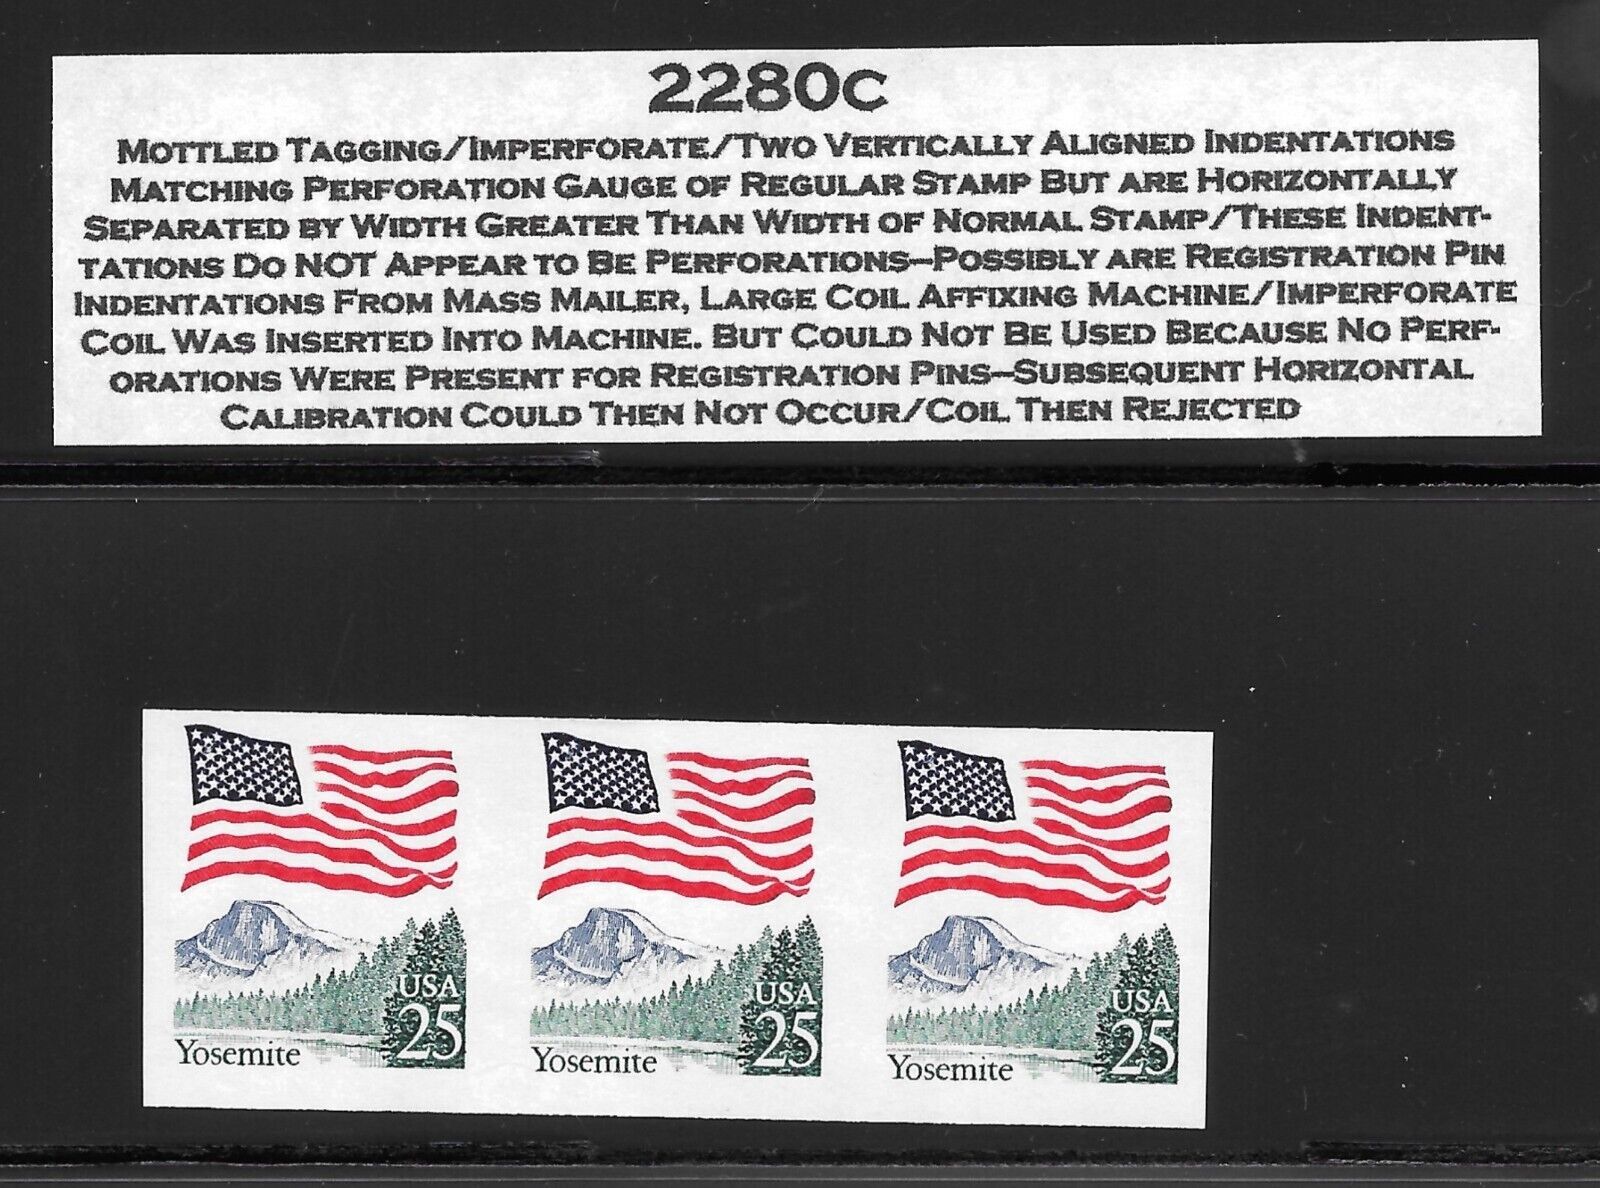 2280C
MOTTLED TAGGING/IMPERFORATE/TWO VERTICALLY ALIGNED INDENTATIONS
MATCHING PERFORATION GAUGE OF REGULAR STAMP BUT ARE HORIZONTALLY
SEPARATED BY WIDTH GREATER THAN WIDTH OF NORMAL STAMP/THESE INDENT-
TATIONS DO NOT APPEAR TO BE PERFORATIONS—POSSIBLY ARE REGISTRATION PIN
INDENTATIONS FROM MASS MAILER, LARGE COIL AFFIXING MACHINE/IMPERFORATE
COIL WAS INSERTED INTO MACHINE. BUT COULD NOT BE USED BECAUSE NO PERF-
ORATIONS WERE PRESENT FOR REGISTRATION PINS—SUBSEQUENT HORIZONTAL
CALIBRATION COULD THEN NOT OCCUR/COIL THEN REJECTED
USA
25
Yosemite
USA
25
Yosemite
USA
25
Yosemite